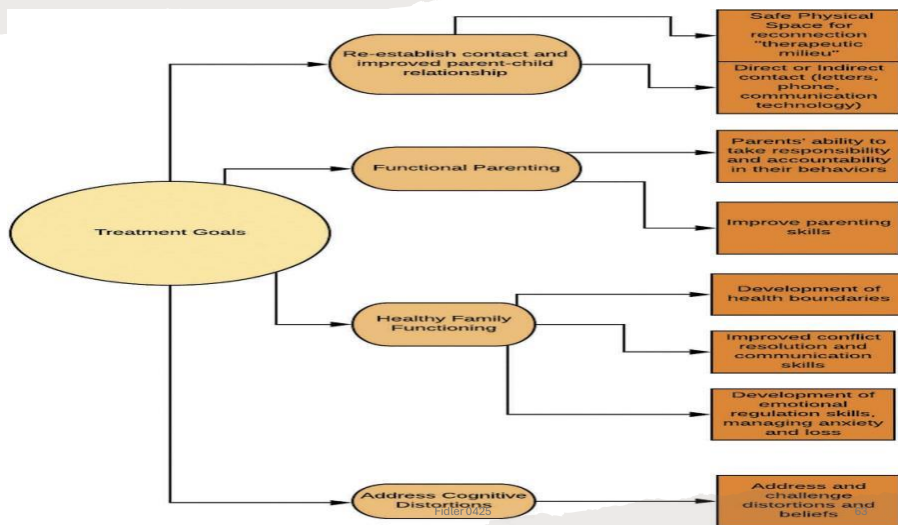 Safe Physical
Space for
reconnection
"therapeutic
milieu"
Re-establish contact and
improved parent-child
relationship
Direct or Indirect
contact (letters,
phone,
communication
technology)
Functional Parenting
Parents' ability to
take responsibility
and accountability
in their behaviors
Improve parenting
skills
Treatment Goals
Healthy Family
Functioning
Development of
health boundaries
Improved conflict
resolution and
communication
skills
Development of
emotional
regulation skills,
managing anxiety
and loss
Address Cognitive
Distortions
Address and
challenge
distortions and
beliefs
Fidler0425
63